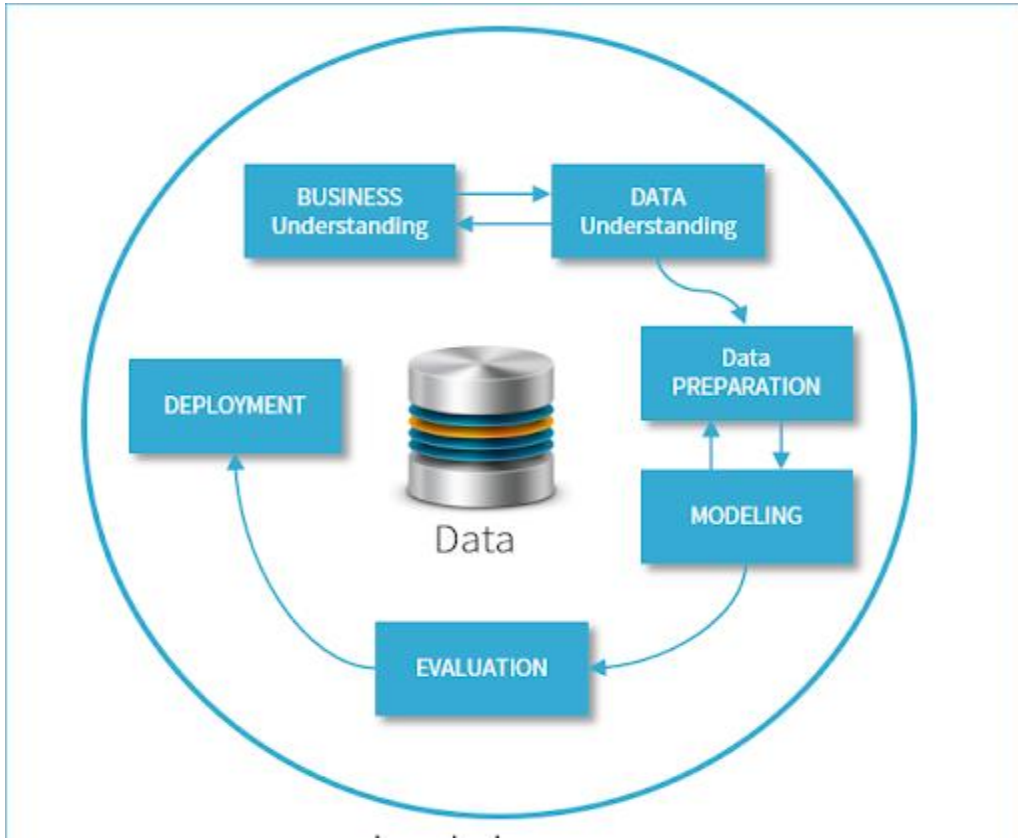 BUSINESS
Understanding
DATA
Understanding
Data
PREPARATION
DEPLOYMENT
MODELING
Data
EVALUATION